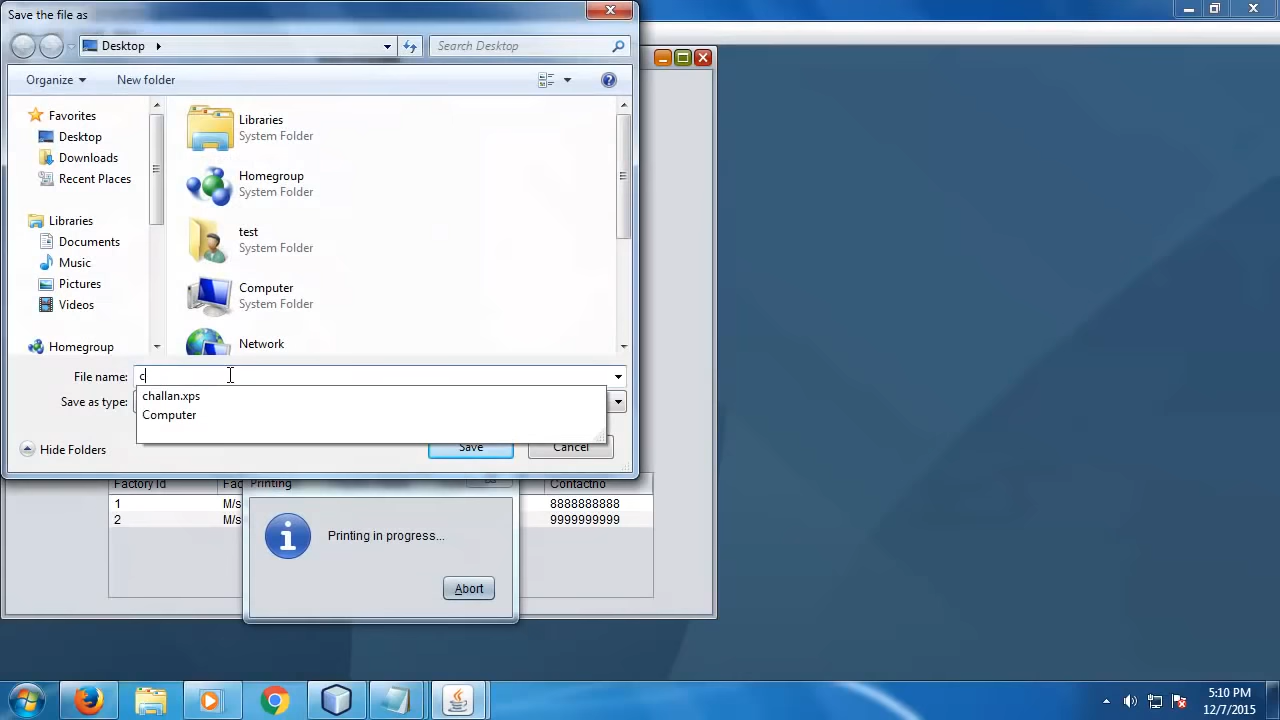 Save the file as
Desktop
Search Desktop
Organize
New folder
Favorites
Desktop
Downloads
Recent Places
Libraries
Documents
Music
Pictures
Videos
Homegroup
Libraries
System Folder
Homegroup
System Folder
test
System Folder
Computer
System Folder
Network
File name:
c
Save as type:
challan.xps
Computer
Hide Folders
Save
Cancel
Factory Id
Contactno
1
M/s
8888888888
2
M/s
9999999999
Printing
Printing in progress...
Abort
5:10 PM
12/7/2015